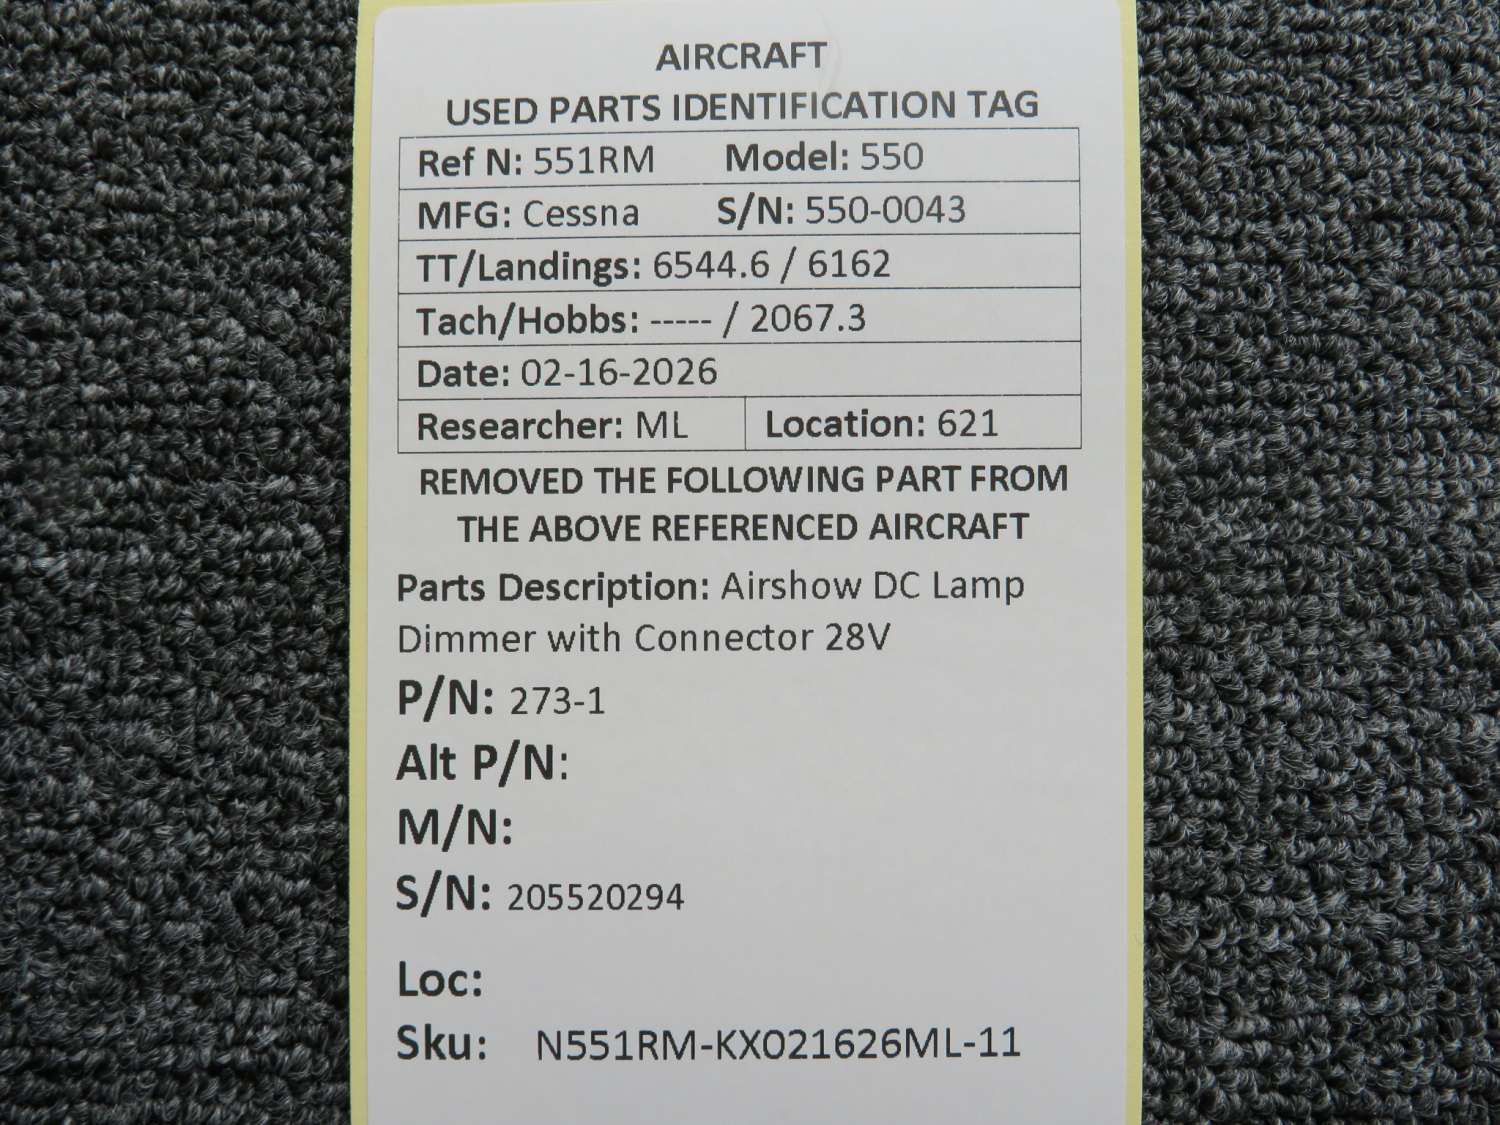 AIRCRAFT
USED PARTS IDENTIFICATION TAG
Ref N: 551RM Model: 550
MFG: Cessna S/N: 550-0043
TT/Landings: 6544.6 / 6162
Tach/Hobbs: ----- / 2067.3
Date: 02-16-2026
Researcher: ML Location: 621
REMOVED THE FOLLOWING PART FROM
THE ABOVE REFERENCED AIRCRAFT
Parts Description: Airshow DC Lamp
Dimmer with Connector 28V
P/N: 273-1
Alt P/N:
M/N:
S/N: 205520294
Loc:
Sku: N551RM-KX021626ML-11